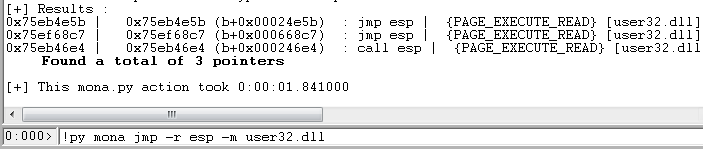 [+] Results :
0x75eb4e5b | 0x75eb4e5b (b+0x00024e5b) : jmp esp | {PAGE_EXECUTE_READ} [user32.dll]
0x75ef68c7 | 0x75ef68c7 (b+0x000668c7) : jmp esp | {PAGE_EXECUTE_READ} [user32.dll]
0x75eb46e4 | 0x75eb46e4 (b+0x000246e4) : call esp | {PAGE_EXECUTE_READ} [user32.dll
Found a total of 3 pointers
[+] This mona.py action took 0:00:01.841000
0:000> !py mona jmp -r esp -m user32.dll